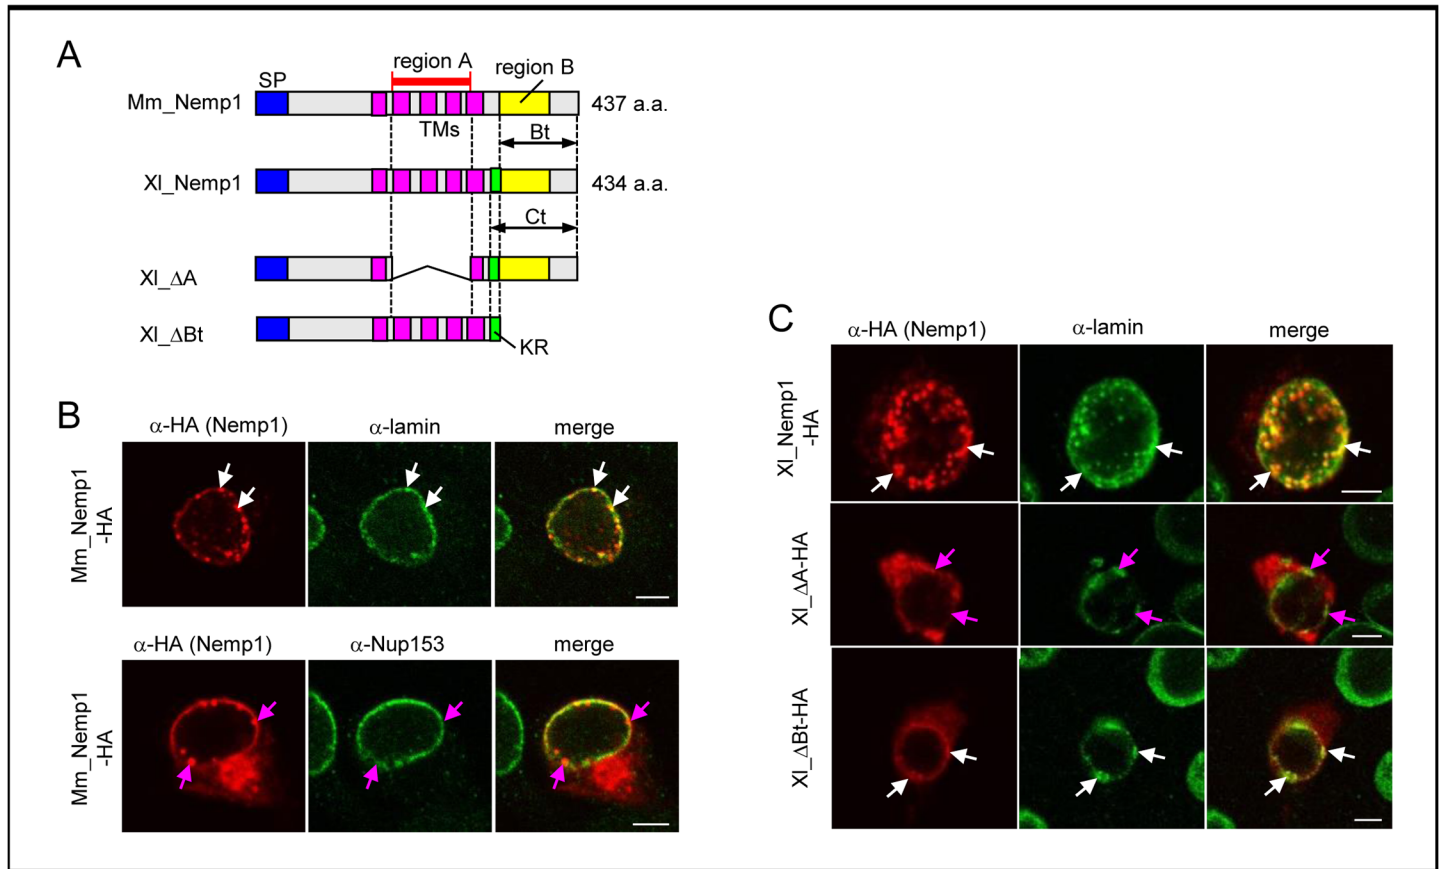 A
SP
region A
region B
Mm_Nemp1
437 a.a.
TMs
Bt
Xl_Nemp1
434 a.a.
Ct
Xl_ΔA
Xl_ΔBt
KR
B
α-HA (Nemp1)
α-lamin
merge
Mm_Nemp1
-HA
α-HA (Nemp1)
α-Nup153
merge
Mm_Nemp1
-HA
C
α-HA (Nemp1)
α-lamin
merge
Xl_Nemp1
-HA
Xl_ΔA-HA
Xl_ΔBt-HA